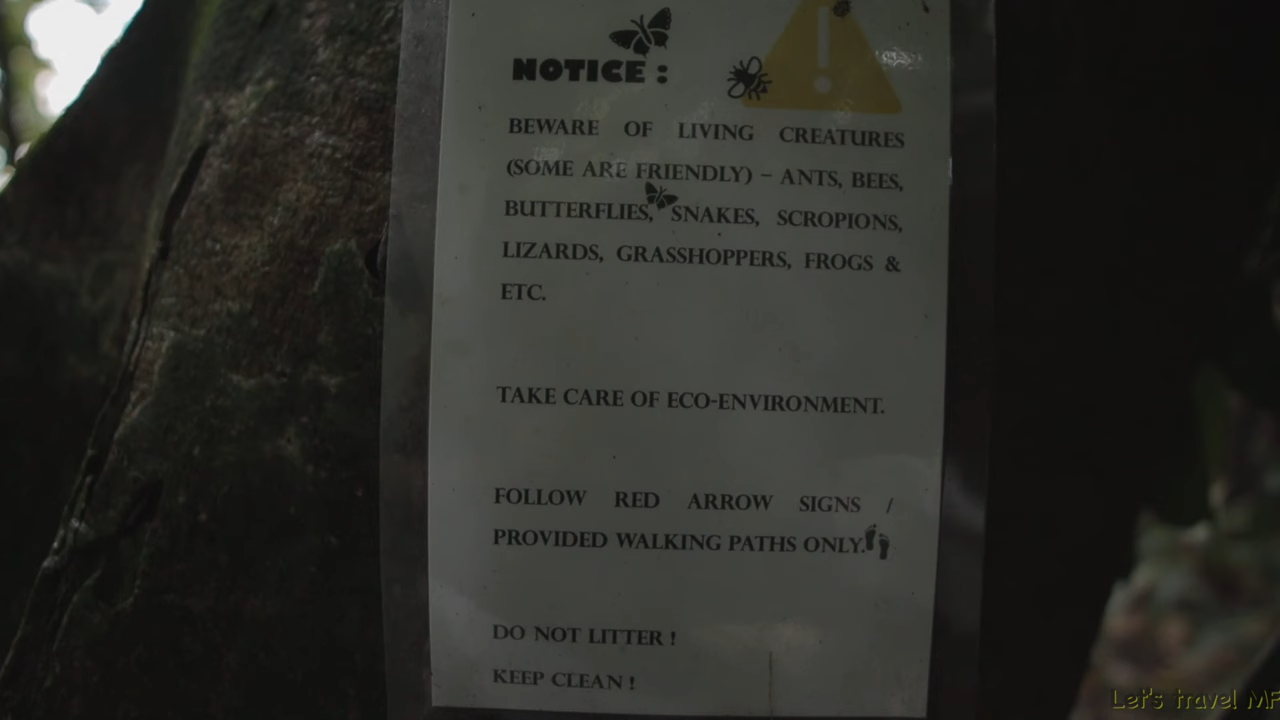 NOTICE :
BEWARE OF LIVING CREATURES
(SOME ARE FRIENDLY) – ANTS, BEES,
BUTTERFLIES, SNAKES, SCROPIONS,
LIZARDS, GRASSHOPPERS, FROGS &
ETC.
TAKE CARE OF ECO-ENVIRONMENT.
FOLLOW RED ARROW SIGNS /
PROVIDED WALKING PATHS ONLY.
DO NOT LITTER !
KEEP CLEAN !
Let's travel MF